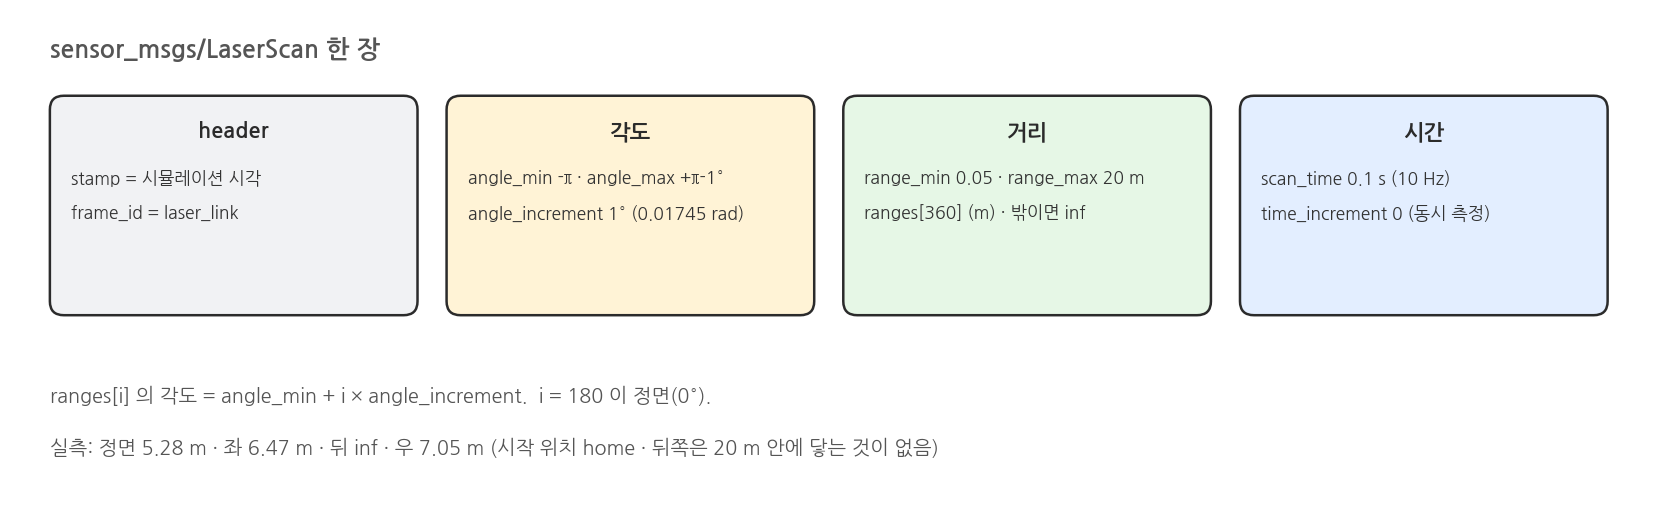 sensor_msgs/LaserScan 한 장
header
stamp = 시뮬레이션 시각
frame_id = laser_link
각도
angle_min -π · angle_max +π-1°
angle_increment 1° (0.01745 rad)
거리
range_min 0.05 · range_max 20 m
ranges[360] (m) · 밖이면 inf
시간
scan_time 0.1 s (10 Hz)
time_increment 0 (동시 측정)
ranges[i] 의 각도 = angle_min + i × angle_increment.  i = 180 이 정면(0°).
실측: 정면 5.28 m · 좌 6.47 m · 뒤 inf · 우 7.05 m (시작 위치 home · 뒤쪽은 20 m 안에 닿는 것이 없음)